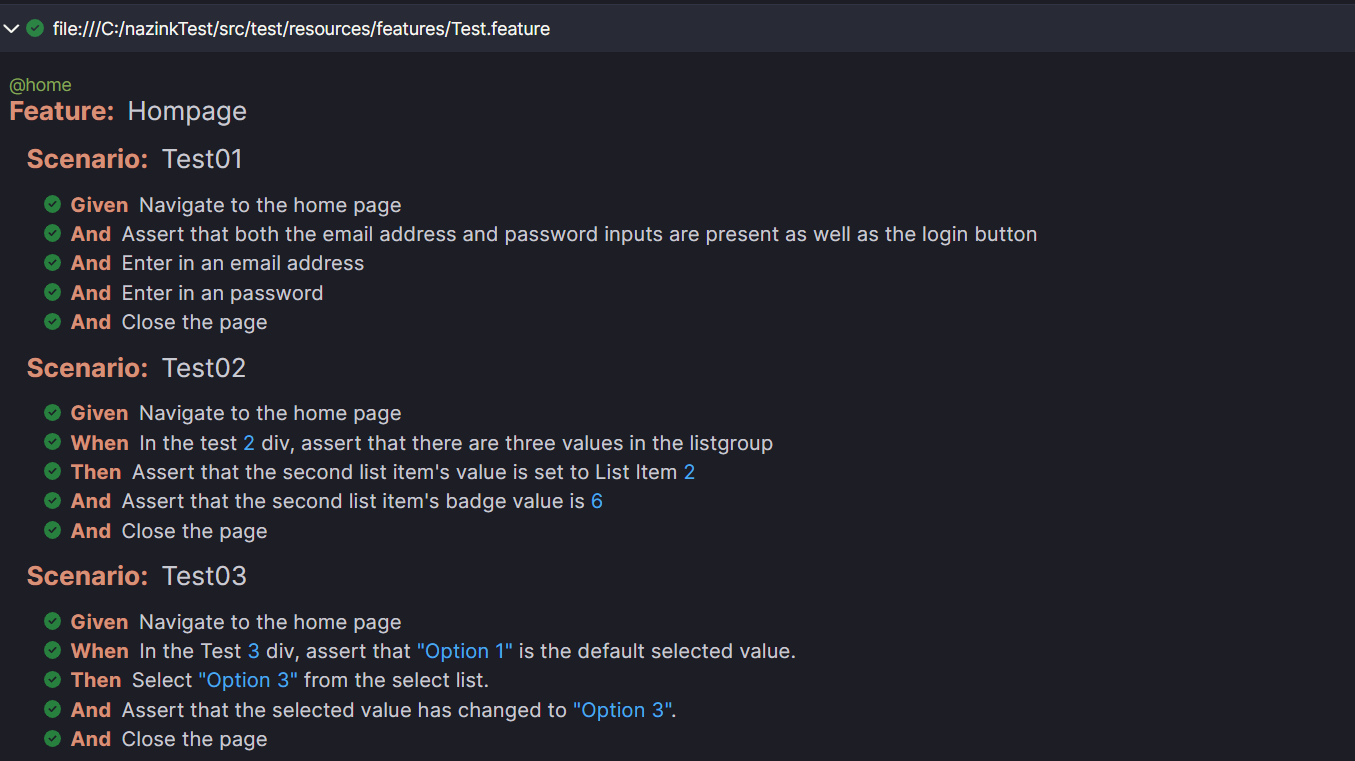 file:///C:/nazinkTest/src/test/resources/features/Test.feature
@home
Feature: Hompage
Scenario: Test01
Given Navigate to the home page
And Assert that both the email address and password inputs are present as well as the login button
And Enter in an email address
And Enter in an password
And Close the page
Scenario: Test02
Given Navigate to the home page
When In the test 2 div, assert that there are three values in the listgroup
Then Assert that the second list item's value is set to List Item 2
And Assert that the second list item's badge value is 6
And Close the page
Scenario: Test03
Given Navigate to the home page
When In the Test 3 div, assert that "Option 1" is the default selected value.
Then Select "Option 3" from the select list.
And Assert that the selected value has changed to "Option 3".
And Close the page